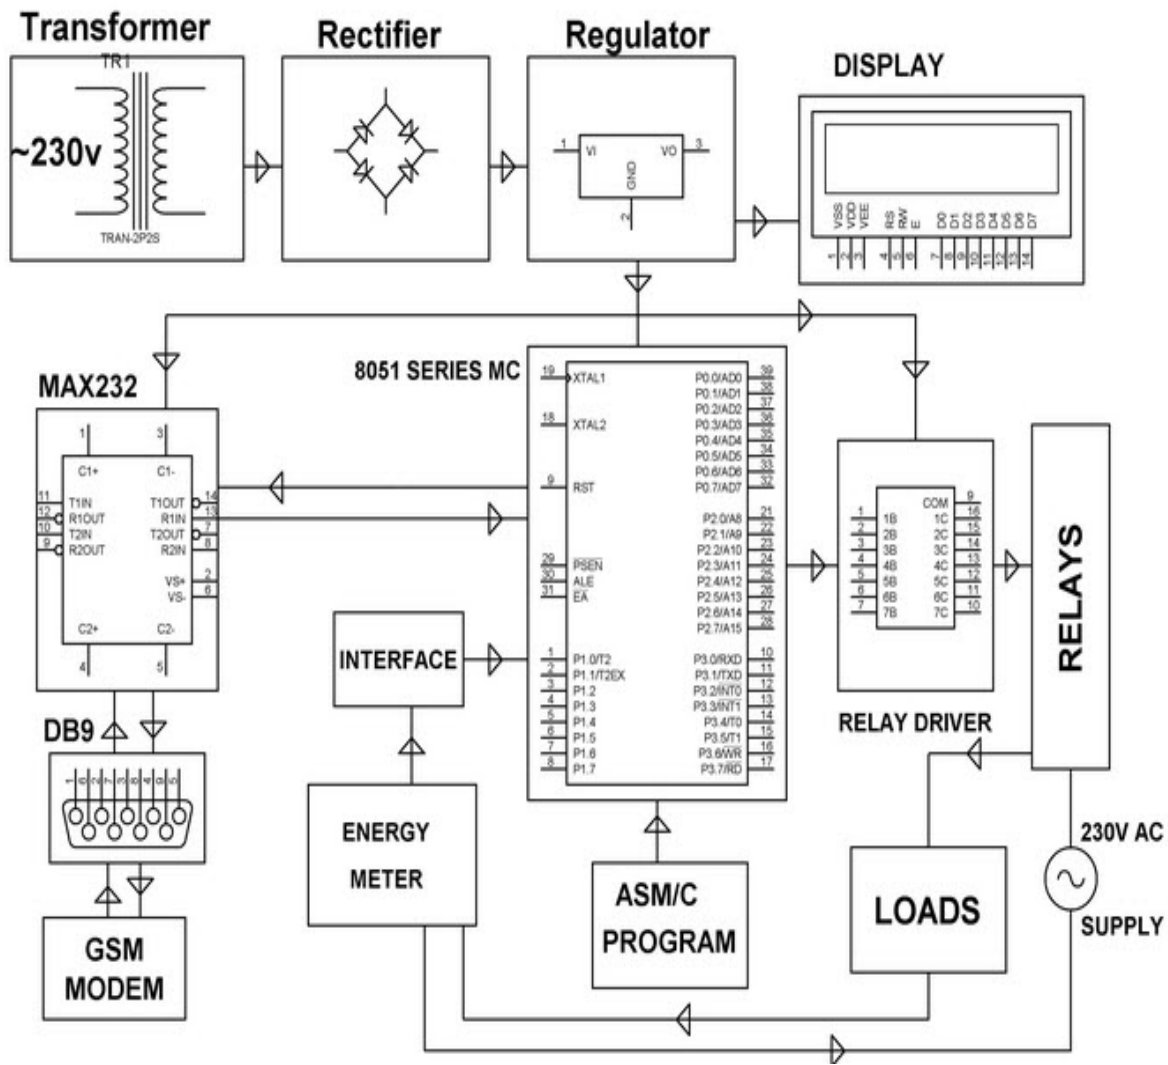 Transformer
Rectifier
Regulator
DISPLAY
TR1
~230v
TRAN-2P2S
1
VI
VO
3
GND
2
VSS
VDD
VEE
RS
RW
E
D0
D1
D2
D3
D4
D5
D6
D7
1
2
3
4
5
6
7
8
9
10
11
12
13
14
MAX232
1
3
C1+
C1-
11 T1IN T1OUT 14
12 R1OUT R1IN 13
10 T2IN T2OUT 7
9 R2OUT R2IN 8
VS+ 2
VS- 6
C2+
C2-
4
5
8051 SERIES MC
19 XTAL1 P0.0/AD0 39
P0.1/AD1 38
P0.2/AD2 37
18 XTAL2 P0.3/AD3 36
P0.4/AD4 35
P0.5/AD5 34
P0.6/AD6 33
9 RST P0.7/AD7 32
P2.0/A8 21
P2.1/A9 22
P2.2/A10 23
29 PSEN P2.3/A11 24
30 ALE P2.4/A12 25
31 EA P2.5/A13 26
P2.6/A14 27
P2.7/A15 28
1 P1.0/T2 P3.0/RXD 10
2 P1.1/T2EX P3.1/TXD 11
3 P1.2 P3.2/INT0 12
4 P1.3 P3.3/INT1 13
5 P1.4 P3.4/T0 14
6 P1.5 P3.5/T1 15
7 P1.6 P3.6/WR 16
8 P1.7 P3.7/RD 17
COM 9
1 1B 1C 16
2 2B 2C 15
3 3B 3C 14
4 4B 4C 13
5 5B 5C 12
6 6B 6C 11
7 7B 7C 10
RELAY DRIVER
RELAYS
INTERFACE
DB9
1
6
2
7
3
8
4
9
5
GSM
MODEM
ENERGY
METER
ASM/C
PROGRAM
LOADS
230V AC
SUPPLY